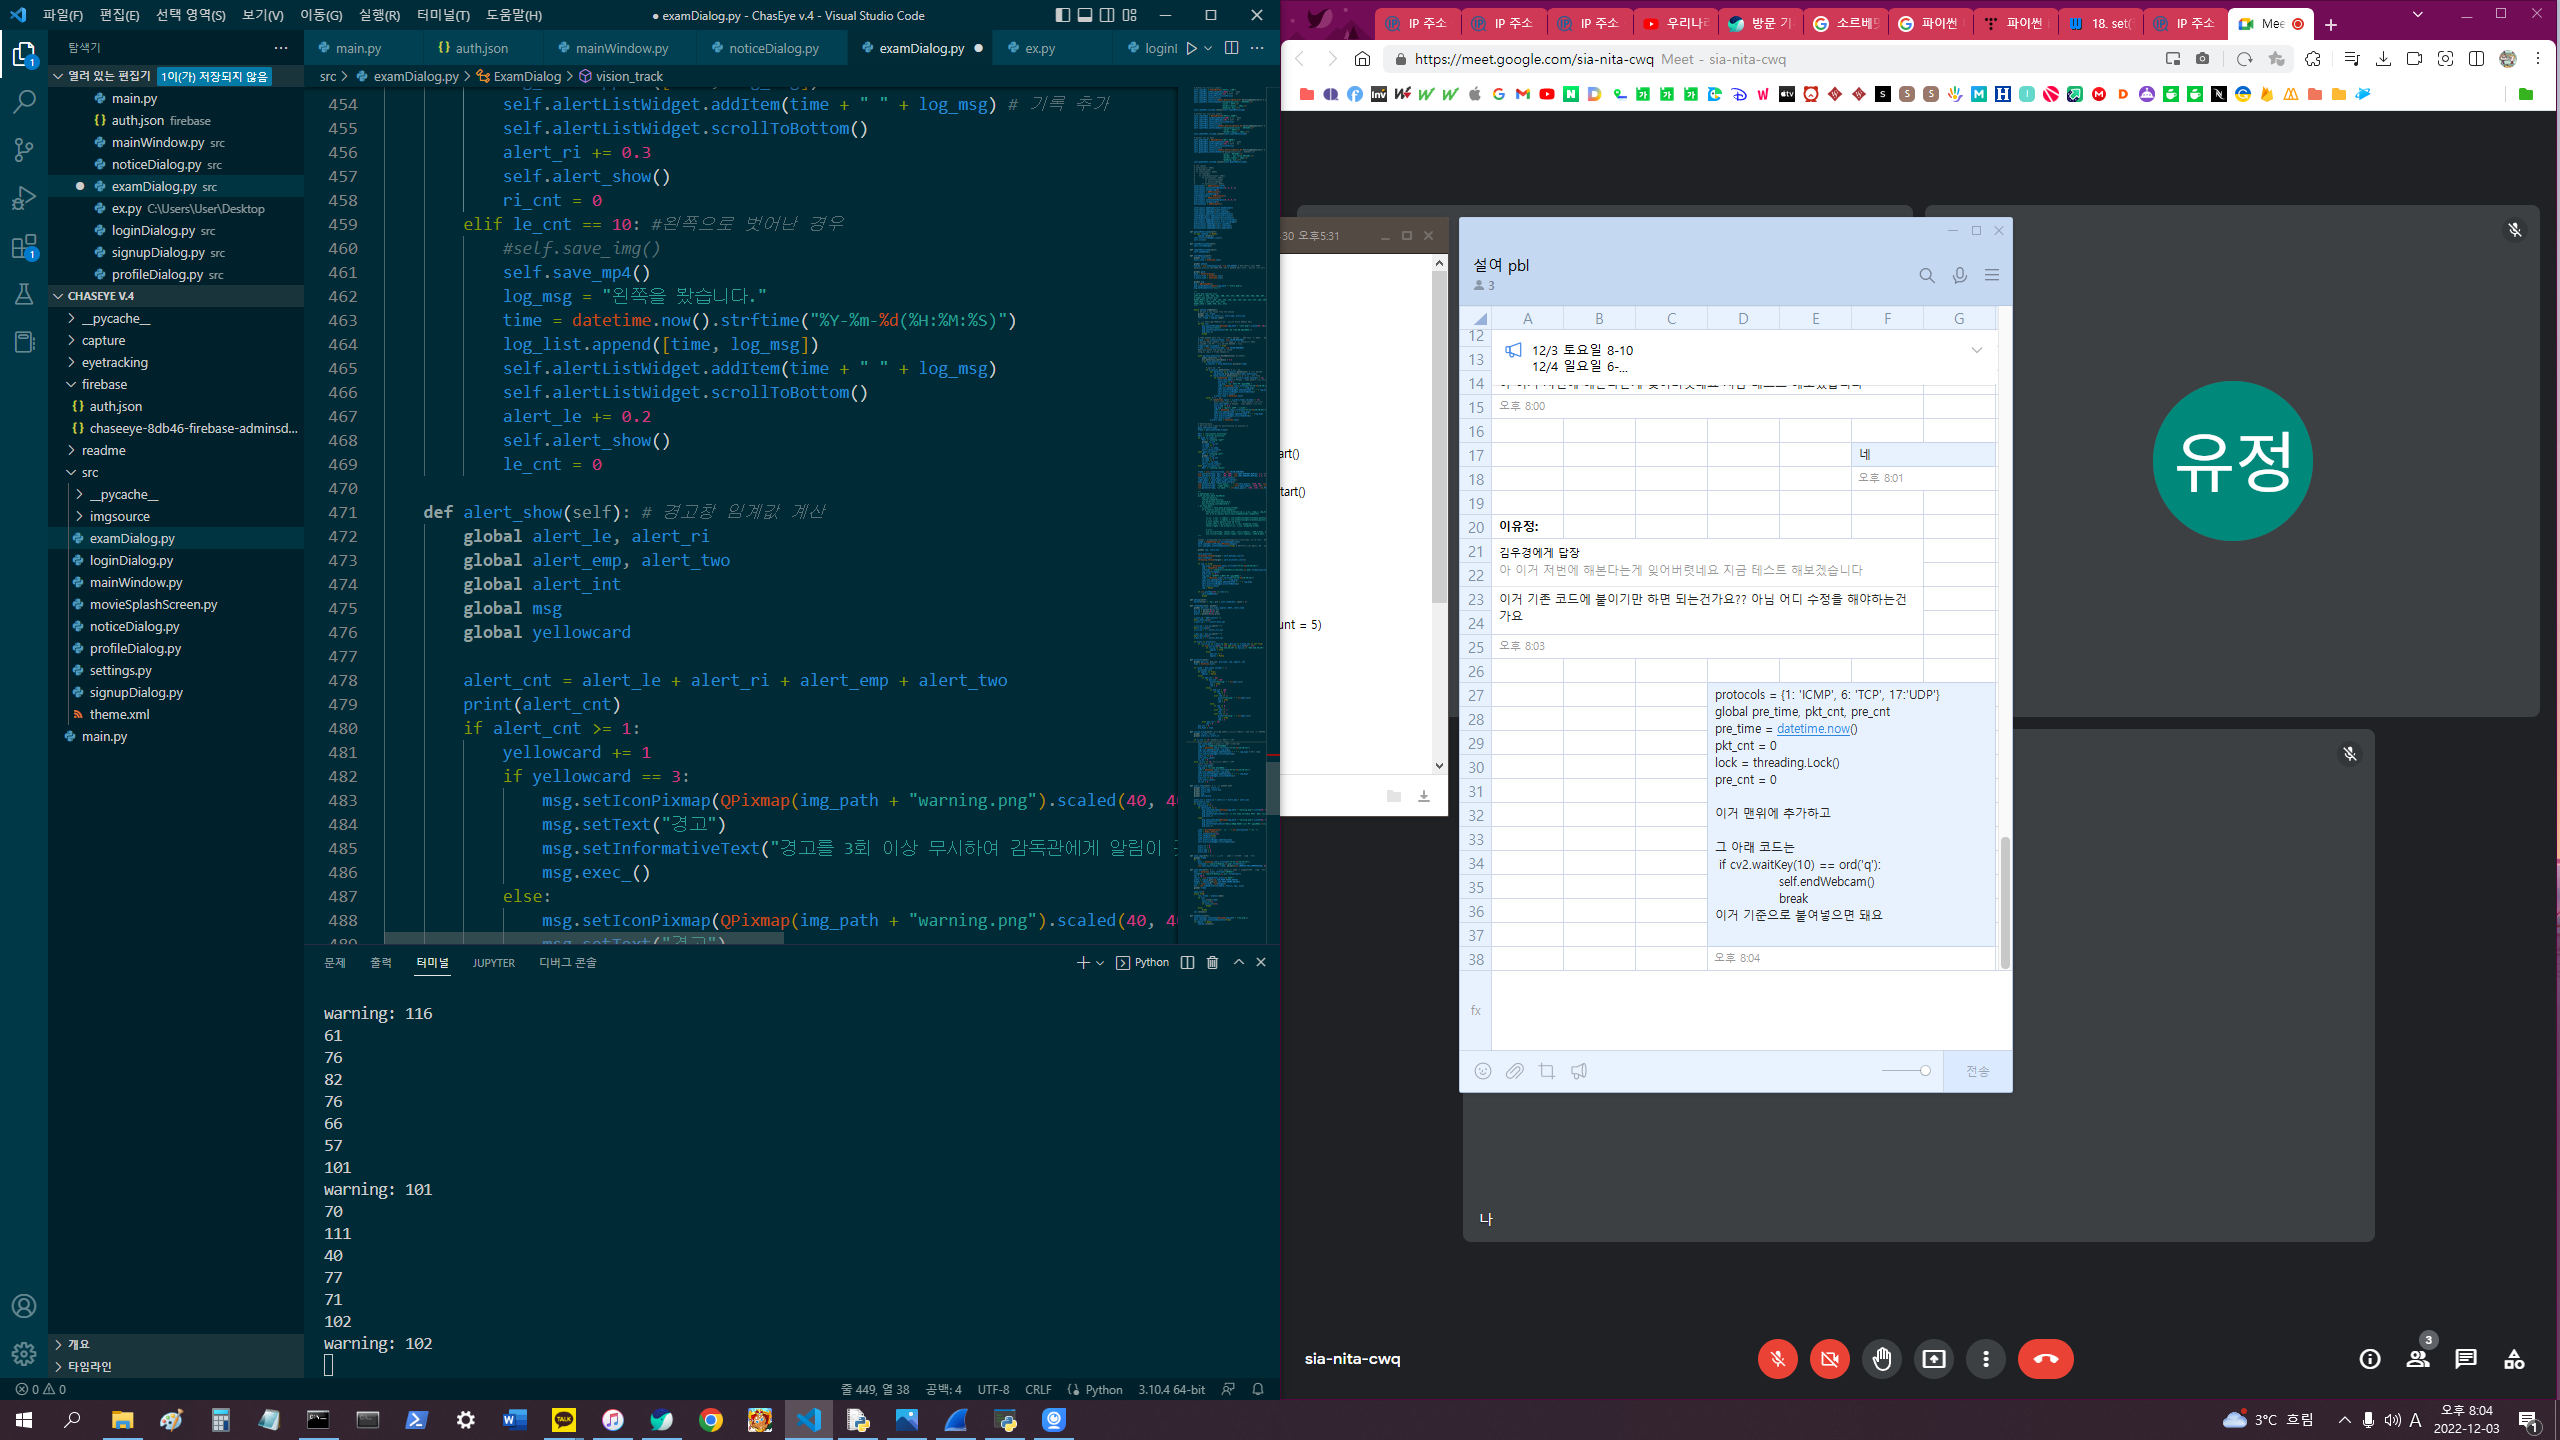 파일(F) 편집(E) 선택 영역(S) 보기(V) 이동(G) 실행(R) 터미널(T) 도움말(H)
● examDialog.py - ChasEye v.4 - Visual Studio Code
탐색기
열려 있는 편집기 1이(가) 저장되지 않음
main.py
auth.json firebase
mainWindow.py src
noticeDialog.py src
examDialog.py src
ex.py C:\Users\User\Desktop
loginDialog.py src
signupDialog.py src
profileDialog.py src
CHASEYE V.4
__pycache__
capture
eyetracking
firebase
auth.json
chaseeye-8db46-firebase-adminsd...
readme
src
__pycache__
imgsource
examDialog.py
loginDialog.py
mainWindow.py
movieSplashScreen.py
noticeDialog.py
profileDialog.py
settings.py
signupDialog.py
theme.xml
main.py
개요
타임라인
main.py auth.json mainWindow.py noticeDialog.py examDialog.py ex.py loginI
src > examDialog.py > ExamDialog > vision_track
454 self.alertListWidget.addItem(time + " " + log_msg) # 기록 추가
455 self.alertListWidget.scrollToBottom()
456 alert_ri += 0.3
457 self.alert_show()
458 ri_cnt = 0
459 elif le_cnt == 10: #왼쪽으로 벗어난 경우
460 #self.save_img()
461 self.save_mp4()
462 log_msg = "왼쪽을 봤습니다."
463 time = datetime.now().strftime("%Y-%m-%d(%H:%M:%S)")
464 log_list.append([time, log_msg])
465 self.alertListWidget.addItem(time + " " + log_msg)
466 self.alertListWidget.scrollToBottom()
467 alert_le += 0.2
468 self.alert_show()
469 le_cnt = 0
470
471 def alert_show(self): # 경고창 임계값 계산
472 global alert_le, alert_ri
473 global alert_emp, alert_two
474 global alert_int
475 global msg
476 global yellowcard
477
478 alert_cnt = alert_le + alert_ri + alert_emp + alert_two
479 print(alert_cnt)
480 if alert_cnt >= 1:
481 yellowcard += 1
482 if yellowcard == 3:
483 msg.setIconPixmap(QPixmap(img_path + "warning.png").scaled(40, 4
484 msg.setText("경고")
485 msg.setInformativeText("경고를 3회 이상 무시하여 감독관에게 알림이
486 msg.exec_()
487 else:
488 msg.setIconPixmap(QPixmap(img_path + "warning.png").scaled(40, 4
489 msg.setText("경고")
문제 출력 터미널 JUPYTER 디버그 콘솔
Python
warning: 116
61
76
82
76
66
57
101
warning: 101
70
111
40
77
71
102
warning: 102
0 0
줄 449, 열 38 공백: 4 UTF-8 CRLF Python 3.10.4 64-bit
IP 주소 IP 주소 IP 주소 우리나라 방문 기 소르베 파이썬 파이썬 18. set( IP 주소 Mee
https://meet.google.com/sia-nita-cwq Meet - sia-nita-cwq
-30 오후5:31
art()
tart()
unt = 5)
설여 pbl
3
A B C D E F G
12 13 14 15 16 17 18 19 20 21 22 23 24 25 26 27 28 29 30 31 32 33 34 35 36 37 38
12/3 토요일 8-10
12/4 일요일 6-...
오후 8:00
네
오후 8:01
이유정:
김우경에게 답장
아 이거 저번에 해본다는게 잊어버렷네요 지금 테스트 해보겠습니다
이거 기존 코드에 붙이기만 하면 되는건가요?? 아님 어디 수정을 해야하는건
가요
오후 8:03
protocols = {1: 'ICMP', 6: 'TCP', 17:'UDP'}
global pre_time, pkt_cnt, pre_cnt
pre_time = datetime.now()
pkt_cnt = 0
lock = threading.Lock()
pre_cnt = 0
이거 맨위에 추가하고
그 아래 코드는
if cv2.waitKey(10) == ord('q'):
self.endWebcam()
break
이거 기준으로 붙여넣으면 돼요
오후 8:04
fx
전송
유정
나
sia-nita-cwq
3
3°C 흐림
A
오후 8:04
2022-12-03
1